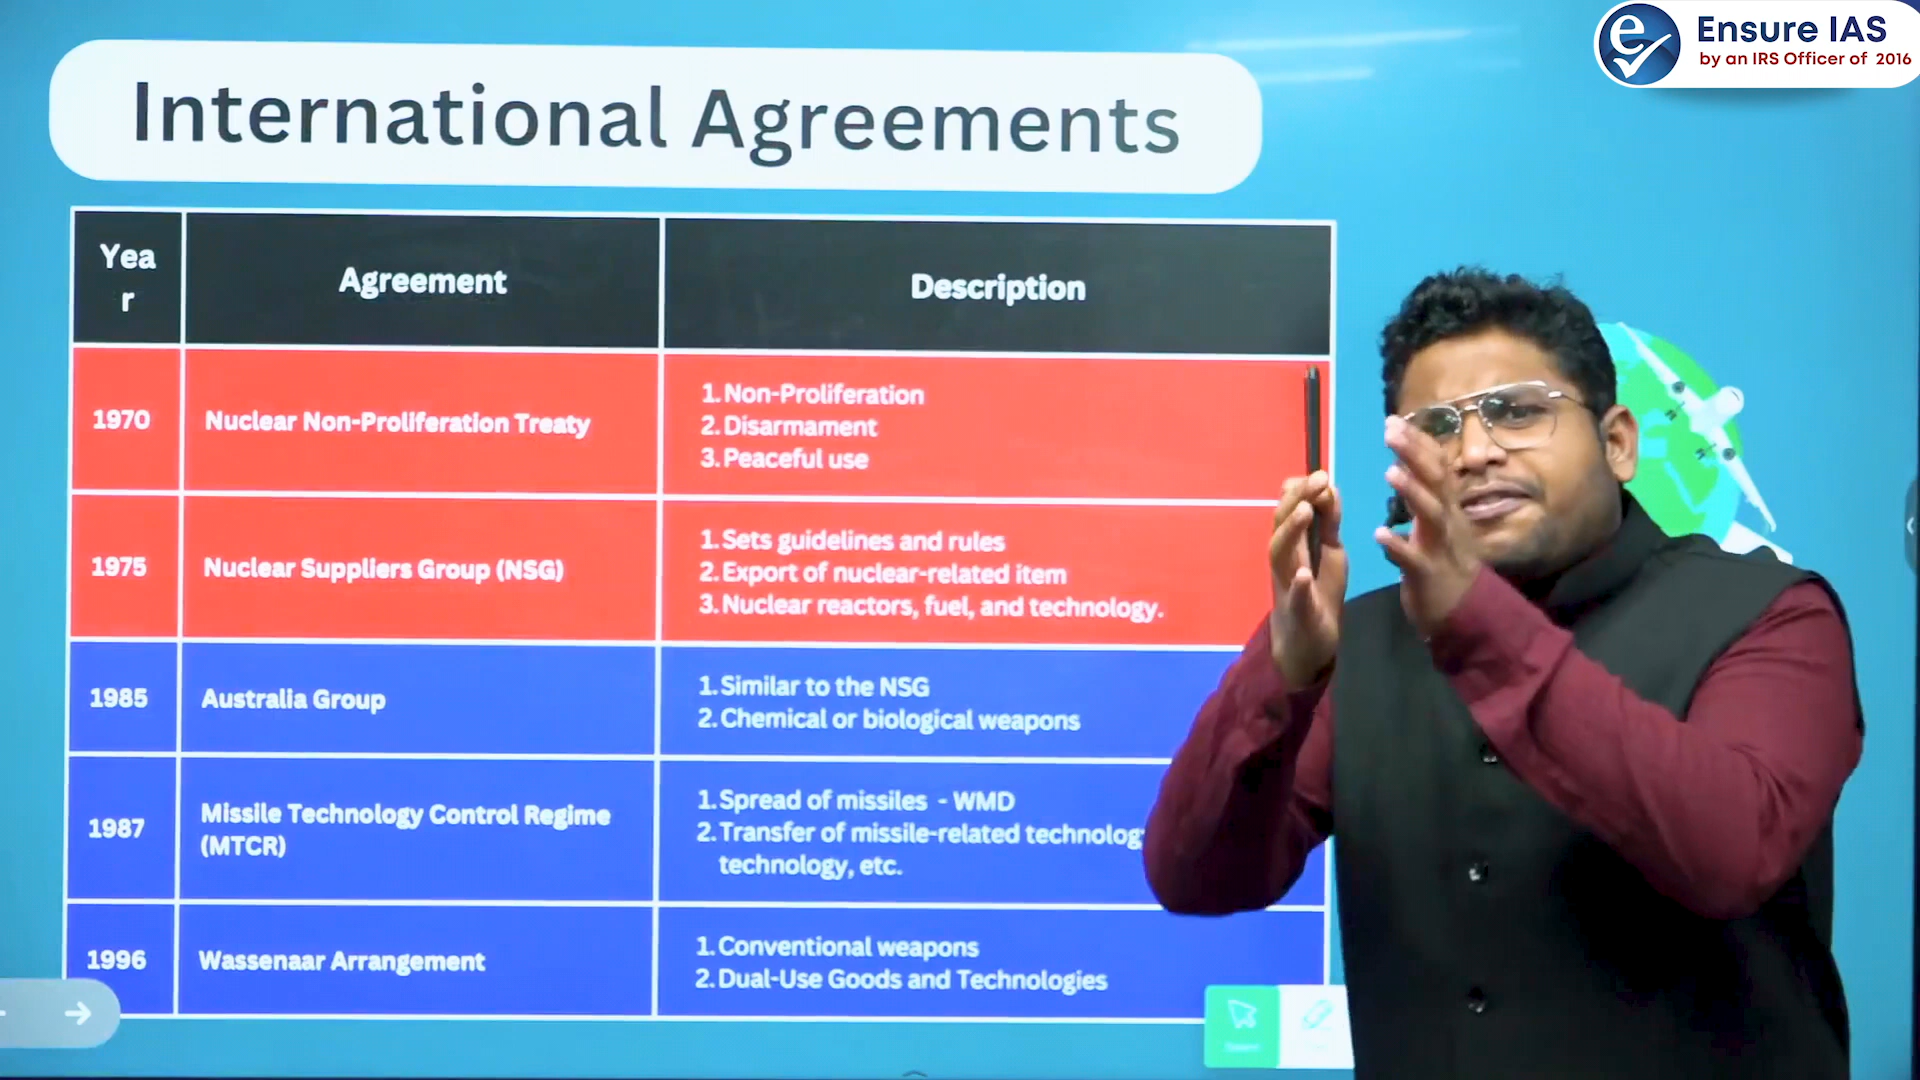 Ensure IAS
by an IRS Officer of 2016
International Agreements
Yea
r
Agreement
Description
1970
Nuclear Non-Proliferation Treaty
1. Non-Proliferation
2. Disarmament
3. Peaceful use
1975
Nuclear Suppliers Group (NSG)
1. Sets guidelines and rules
2. Export of nuclear-related item
3. Nuclear reactors, fuel, and technology.
1985
Australia Group
1. Similar to the NSG
2. Chemical or biological weapons
1987
Missile Technology Control Regime
(MTCR)
1. Spread of missiles - WMD
2. Transfer of missile-related
technology, etc.
1996
Wassenaar Arrangement
1. Conventional weapons
2. Dual-Use Goods and Technologies